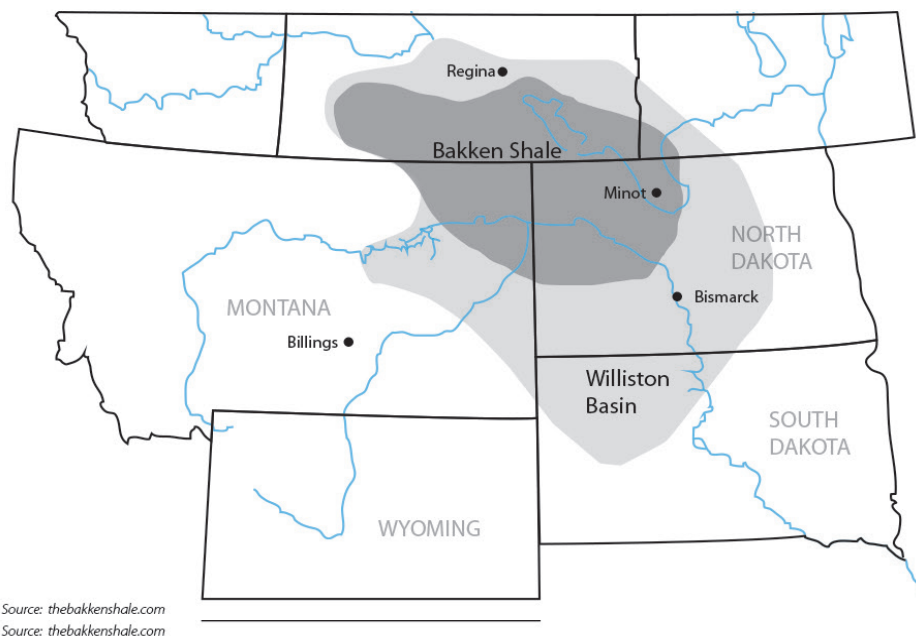 Regina
Bakken Shale
Minot
NORTH
DAKOTA
MONTANA
Bismarck
Billings
Williston
Basin
SOUTH
DAKOTA
WYOMING
Source: thebakkenshale.com
Source: thebakkenshale.com